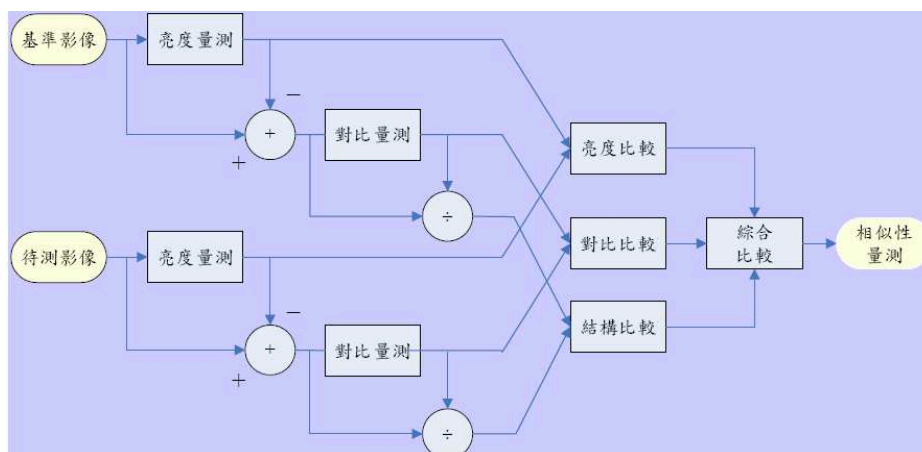 基準影像
亮度量測
−
+
+
對比量測
÷
亮度比較
待測影像
亮度量測
對比比較
綜合
比較
相似性
量測
−
+
+
對比量測
結構比較
÷